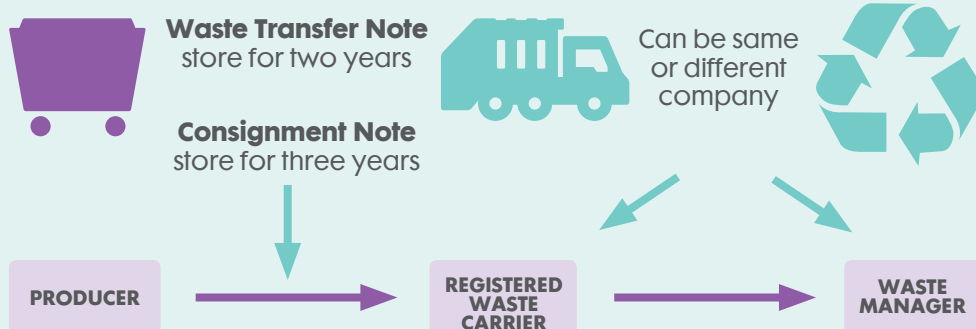 Waste Transfer Note
store for two years
Consignment Note
store for three years
Can be same
or different
company
PRODUCER
REGISTERED
WASTE
CARRIER
WASTE
MANAGER